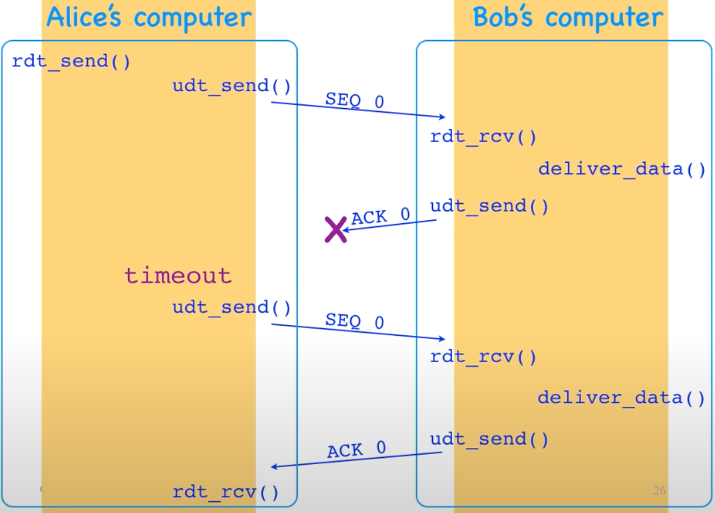 Alice's computer
Bob's computer
rdt_send()
udt_send()
SEQ 0
rdt_rcv()
deliver_data()
udt_send()
ACK 0
X
timeout
udt_send()
SEQ 0
rdt_rcv()
deliver_data()
udt_send()
ACK 0
rdt_rcv()
26